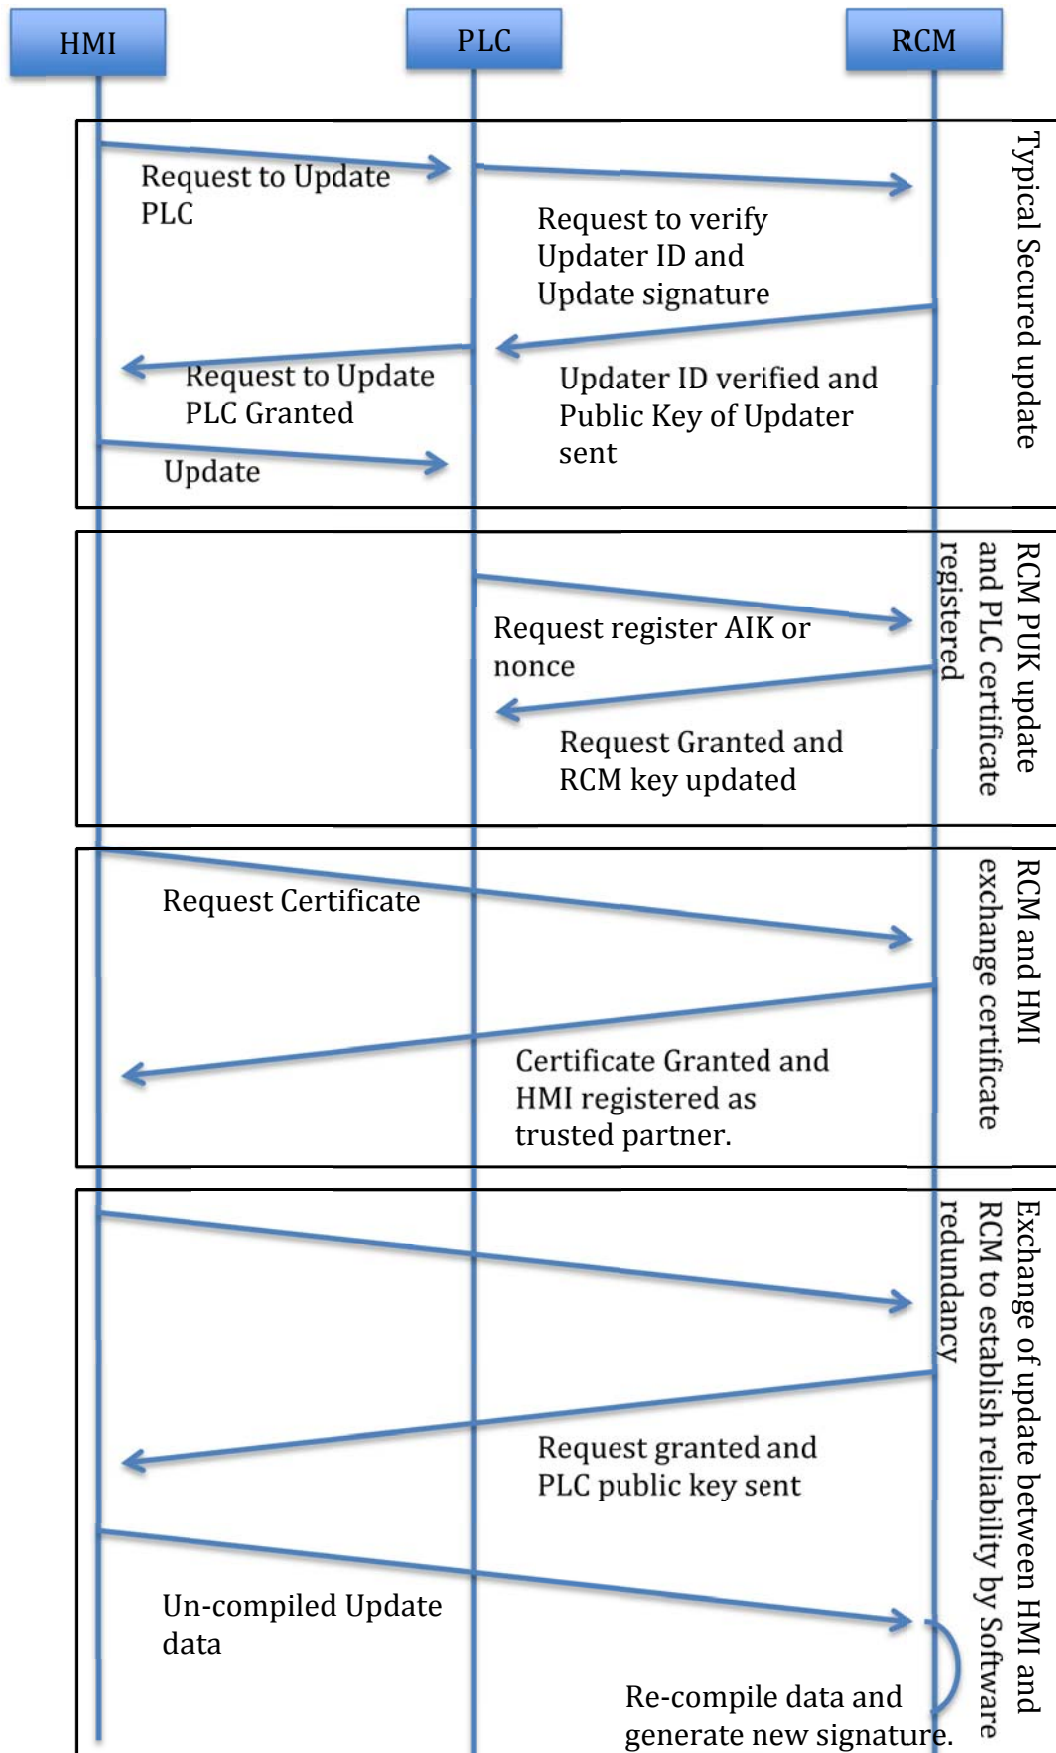 HMI
PLC
RCM
Typical Secured update
Request to Update
PLC
Request to verify
Updater ID and
Update signature
Request to Update
PLC Granted
Updater ID verified and
Public Key of Updater
sent
Update
RCM PUK update
and PLC certificate
registered
Request register AIK or
nonce
Request Granted and
RCM key updated
RCM and HMI
exchange certificate
Request Certificate
Certificate Granted and
HMI registered as
trusted partner.
Exchange of update between HMI and
RCM to establish reliability by Software
redundancy
Request granted and
PLC public key sent
Un-compiled Update
data
Re-compile data and
generate new signature.